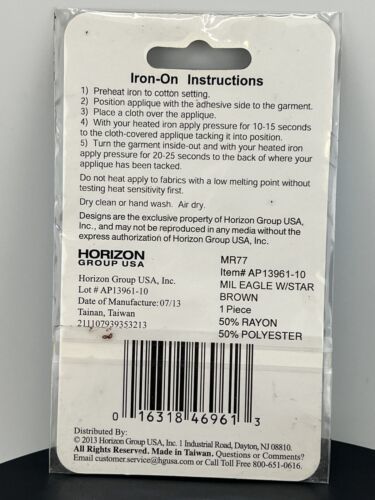 Iron-On Instructions
1) Preheat iron to cotton setting.
2) Position applique with the adhesive side to the garment.
3) Place a cloth over the applique.
4) With your heated iron apply pressure for 10-15 seconds
to the cloth-covered applique tacking it into position.
5) Turn the garment inside-out and with your heated iron
apply pressure for 20-25 seconds to the back of where your
applique has been tacked.
Do not heat apply to fabrics with a low melting point without
testing heat sensitivity first.
Dry clean or hand wash. Air dry.
Designs are the exclusive property of Horizon Group USA,
Inc., and may not be reproduced in any media without the
express authorization of Horizon Group USA, Inc.
HORIZON
GROUP USA
Horizon Group USA, Inc.
Lot # AP13961-10
Date of Manufacture: 07/13
Tainan, Taiwan
211107939353213
MR77
Item# AP13961-10
MIL EAGLE W/STAR
BROWN
1 Piece
50% RAYON
50% POLYESTER
0 16318 46961 3
Distributed By:
© 2013 Horizon Group USA, Inc. 1 Industrial Road, Dayton, NJ 08810.
All Rights Reserved. Made in Taiwan. Questions or Comments?
Email customer.service@hgusa.com or Call Toll Free 800-651-0616.